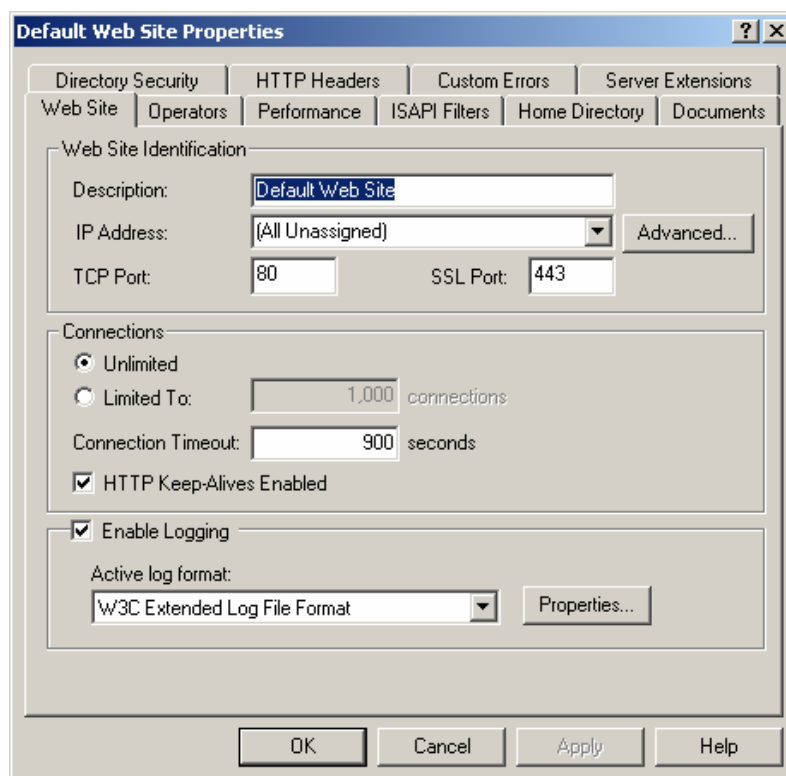 Default Web Site Properties
Directory Security HTTP Headers Custom Errors Server Extensions
Web Site Operators Performance ISAPI Filters Home Directory Documents
Web Site Identification
Description: Default Web Site
IP Address: (All Unassigned) Advanced...
TCP Port: 80 SSL Port: 443
Connections
Unlimited
Limited To: 1,000 connections
Connection Timeout: 900 seconds
HTTP Keep-Alives Enabled
Enable Logging
Active log format:
W3C Extended Log File Format Properties...
OK Cancel Apply Help